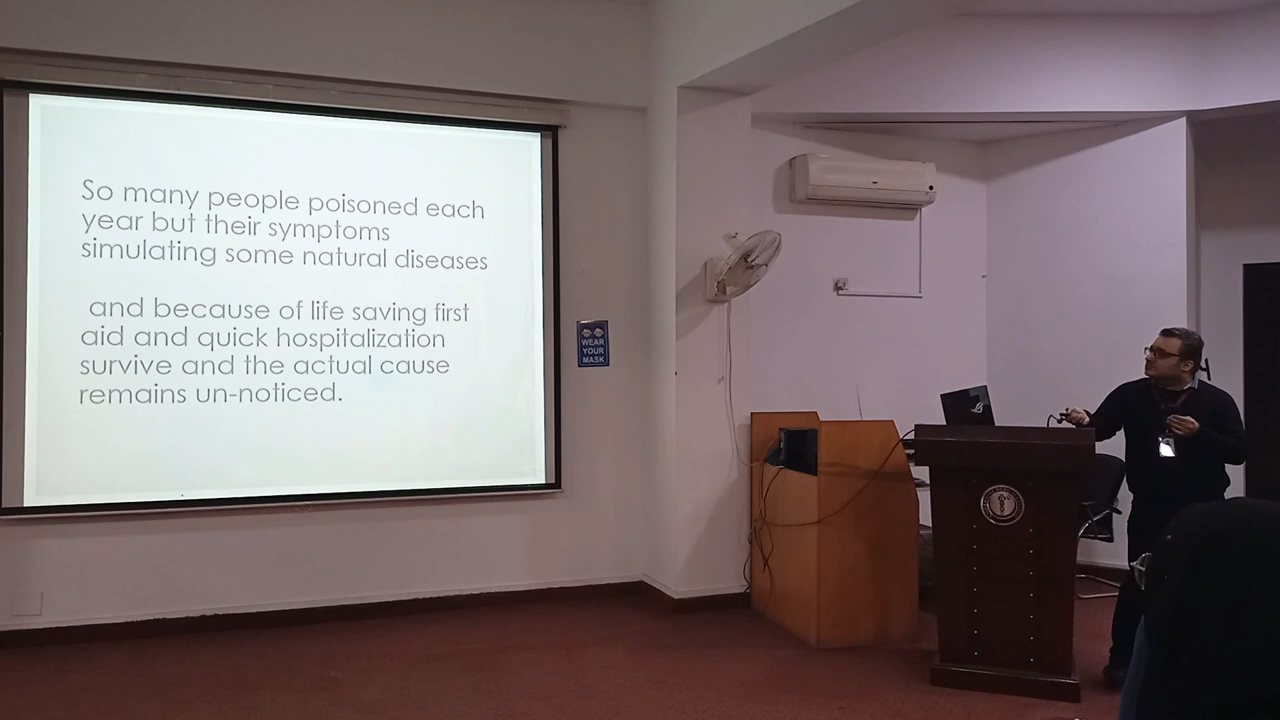 So many people poisoned each
year but their symptoms
simulating some natural diseases
and because of life saving first
aid and quick hospitalization
survive and the actual cause
remains un-noticed.
WEAR
YOUR
MASK